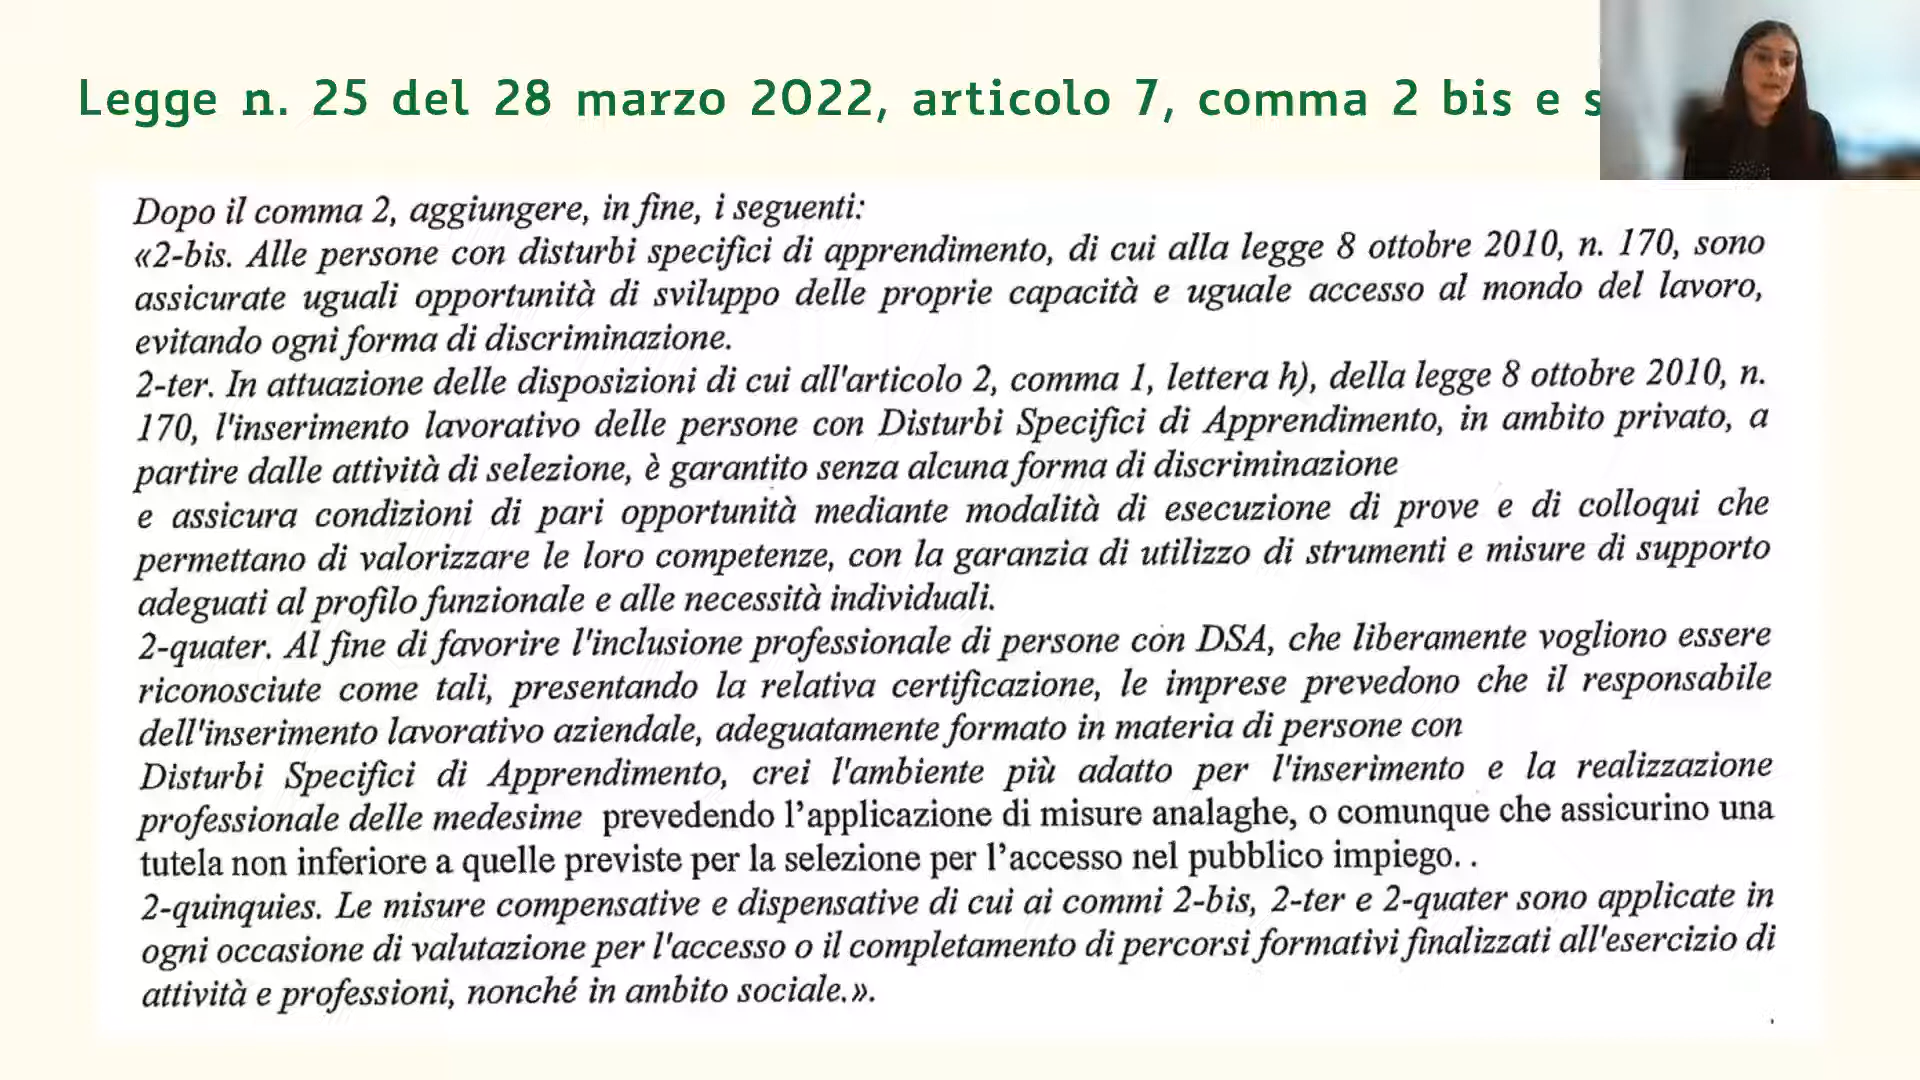 Legge n. 25 del 28 marzo 2022, articolo 7, comma 2 bis e
Dopo il comma 2, aggiungere, in fine, i seguenti:
«2-bis. Alle persone con disturbi specifici di apprendimento, di cui alla legge 8 ottobre 2010, n. 170, sono
assicurate uguali opportunità di sviluppo delle proprie capacità e uguale accesso al mondo del lavoro,
evitando ogni forma di discriminazione.
2-ter. In attuazione delle disposizioni di cui all'articolo 2, comma 1, lettera h), della legge 8 ottobre 2010, n.
170, l'inserimento lavorativo delle persone con Disturbi Specifici di Apprendimento, in ambito privato, a
partire dalle attività di selezione, è garantito senza alcuna forma di discriminazione
e assicura condizioni di pari opportunità mediante modalità di esecuzione di prove e di colloqui che
permettano di valorizzare le loro competenze, con la garanzia di utilizzo di strumenti e misure di supporto
adeguati al profilo funzionale e alle necessità individuali.
2-quater. Al fine di favorire l'inclusione professionale di persone con DSA, che liberamente vogliono essere
riconosciute come tali, presentando la relativa certificazione, le imprese prevedono che il responsabile
dell'inserimento lavorativo aziendale, adeguatamente formato in materia di persone con
Disturbi Specifici di Apprendimento, crei l'ambiente più adatto per l'inserimento e la realizzazione
professionale delle medesime prevedendo l’applicazione di misure analaghe, o comunque che assicurino una
tutela non inferiore a quelle previste per la selezione per l’accesso nel pubblico impiego. .
2-quinquies. Le misure compensative e dispensative di cui ai commi 2-bis, 2-ter e 2-quater sono applicate in
ogni occasione di valutazione per l'accesso o il completamento di percorsi formativi finalizzati all'esercizio di
attività e professioni, nonché in ambito sociale.».